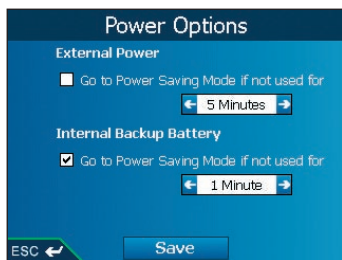 Power Options
External Power
Go to Power Saving Mode if not used for
5 Minutes
Internal Backup Battery
Go to Power Saving Mode if not used for
1 Minute
ESC Save